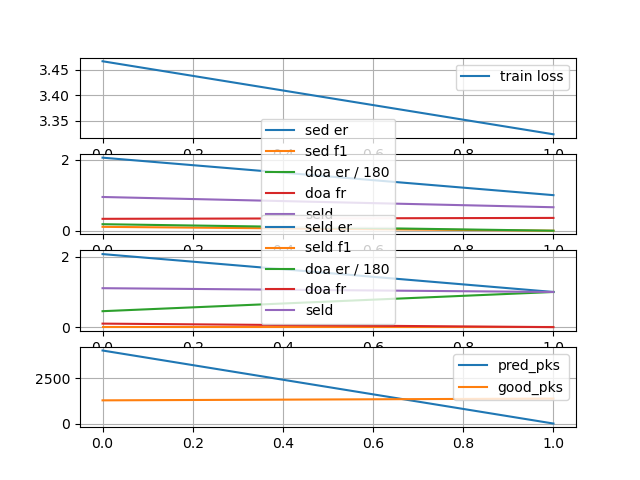 3.45
3.40
3.35
train loss
0.0 0.2 0.4 0.6 0.8 1.0
2
0
sed er
sed f1
doa er / 180
doa fr
seld
0.0 0.2 0.4 0.6 0.8 1.0
2
0
seld er
seld f1
doa er / 180
doa fr
seld
2500
0
pred_pks
good_pks
0.0 0.2 0.4 0.6 0.8 1.0